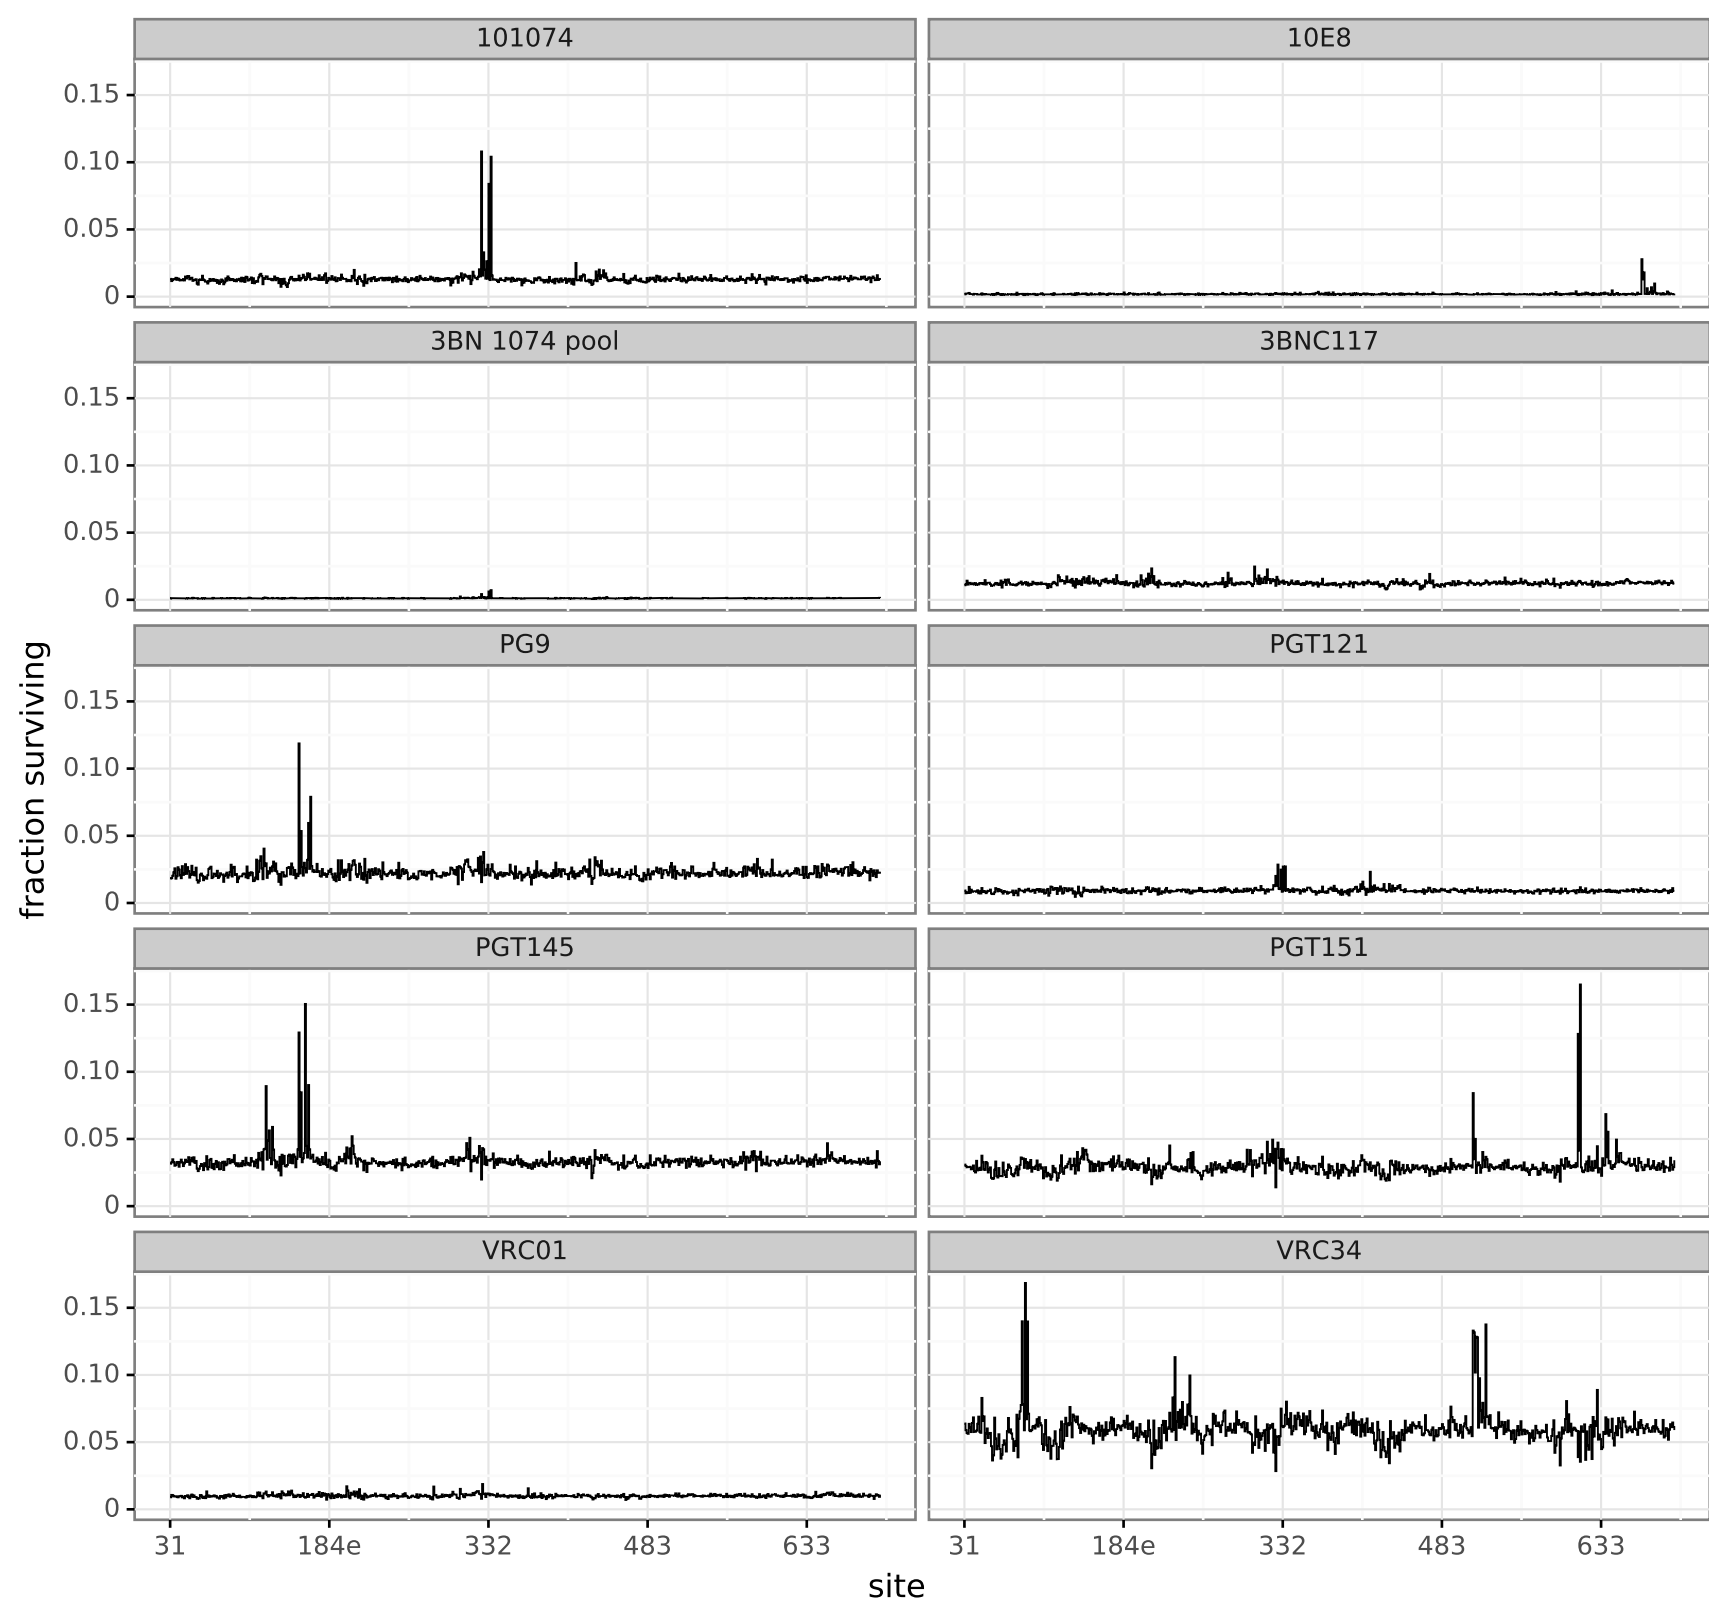 101074 10E8
0.15
0.10
0.05
0
3BN 1074 pool 3BNC117
0.15
0.10
0.05
0
PG9 PGT121
0.15
0.10
0.05
0
fraction surviving
PGT145 PGT151
0.15
0.10
0.05
0
VRC01 VRC34
0.15
0.10
0.05
0
31 184e 332 483 633 31 184e 332 483 633
site